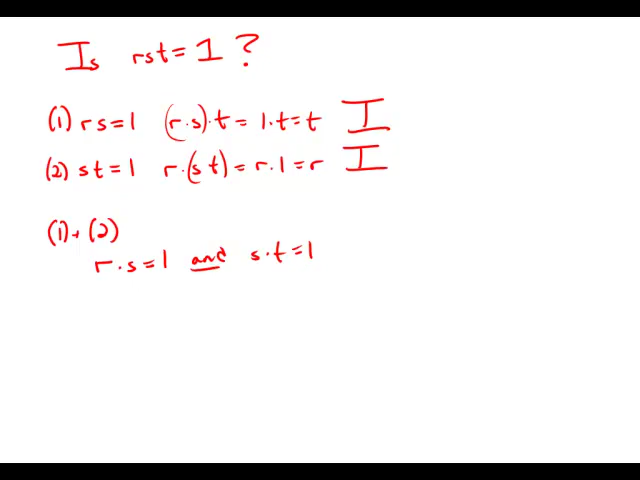 Is rst = 1 ?
(1) rs = 1 (r·s)·t = 1·t = t I
(2) st = 1 r·(st) = r·1 = r I
(1)+(2)
r·s = 1 and s·t = 1